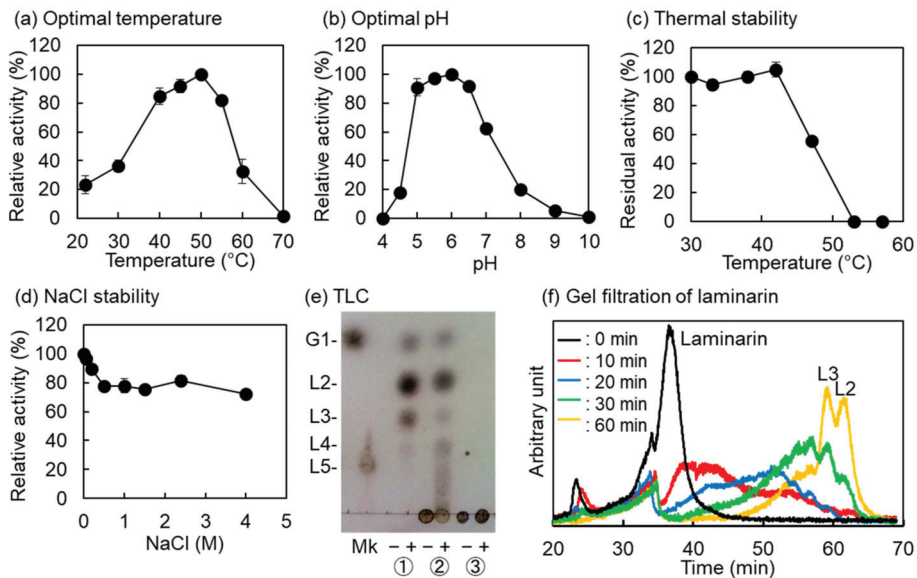 (a) Optimal temperature
Relative activity (%)
120
100
80
60
40
20
0
20 30 40 50 60 70
Temperature (°C)
(b) Optimal pH
Relative activity (%)
120
100
80
60
40
20
0
4 5 6 7 8 9 10
pH
(c) Thermal stability
Residual activity (%)
120
100
80
60
40
20
0
30 40 50 60
Temperature (°C)
(d) NaCl stability
Relative activity (%)
120
100
80
60
40
20
0
0 1 2 3 4 5
NaCl (M)
(e) TLC
G1-
L2-
L3-
L4-
L5-
Mk − + − + − +
① ② ③
(f) Gel filtration of laminarin
Arbitrary unit
: 0 min
: 10 min
: 20 min
: 30 min
: 60 min
Laminarin
L3
L2
20 30 40 50 60 70
Time (min)